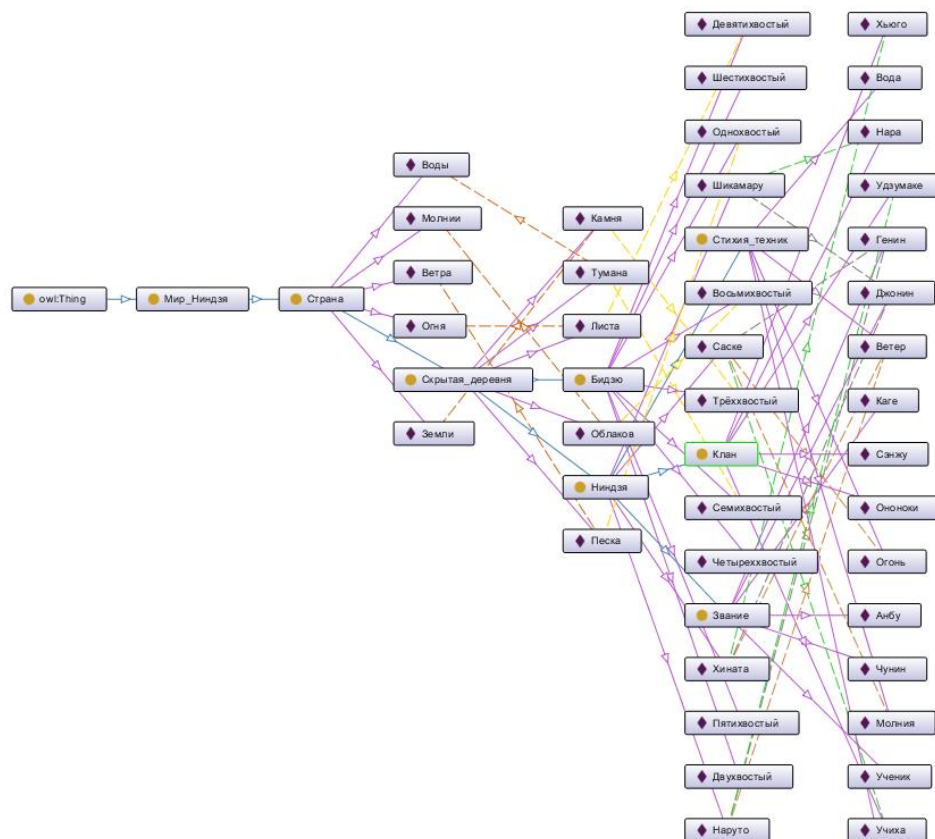 owl:Thing
Мир_Ниндзя
Страна
Воды
Молнии
Ветра
Огня
Скрытая_деревня
Земли
Камня
Тумана
Листа
Бидзю
Облаков
Ниндзя
Песка
Девятихвостый
Шестихвостый
Однохвостый
Шикамару
Стихия_техник
Восьмихвостый
Саске
Трёххвостый
Клан
Семихвостый
Четыреххвостый
Звание
Хината
Пятихвостый
Двухвостый
Наруто
Хьюго
Вода
Нара
Удзумаке
Генин
Джонин
Ветер
Каге
Сэнжу
Ононоки
Огонь
Анбу
Чунин
Молния
Ученик
Учиха